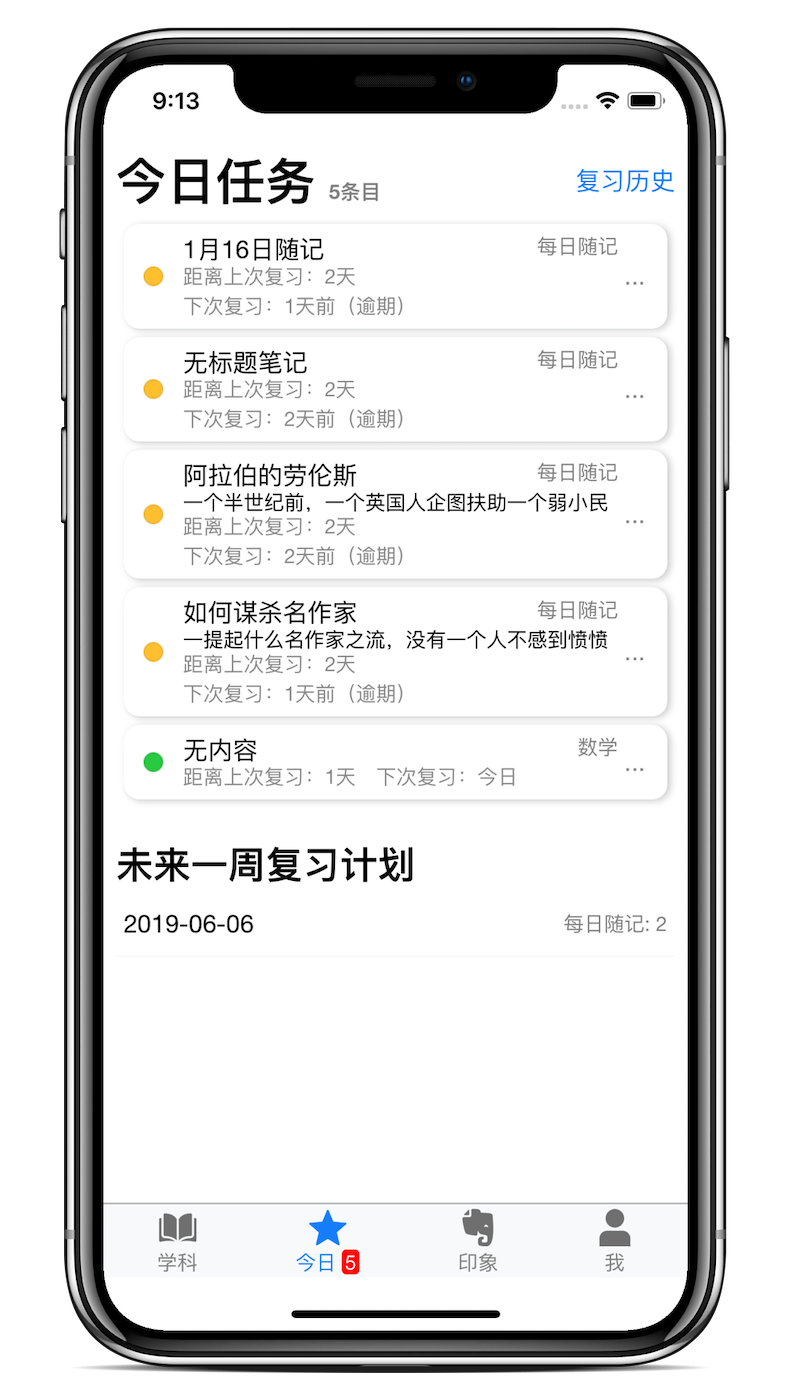 9:13
今日任务 5条目 复习历史
1月16日随记 每日随记
距离上次复习：2天 ...
下次复习：1天前（逾期）
无标题笔记 每日随记
距离上次复习：2天 ...
下次复习：2天前（逾期）
阿拉伯的劳伦斯 每日随记
一个半世纪前，一个英国人企图扶助一个弱小民
距离上次复习：2天 ...
下次复习：2天前（逾期）
如何谋杀名作家 每日随记
一提起什么名作家之流，没有一个人不感到愤愤
距离上次复习：2天 ...
下次复习：1天前（逾期）
无内容 数学
距离上次复习：1天 下次复习：今日 ...
未来一周复习计划
2019-06-06 每日随记: 2
学科 今日 5 印象 我